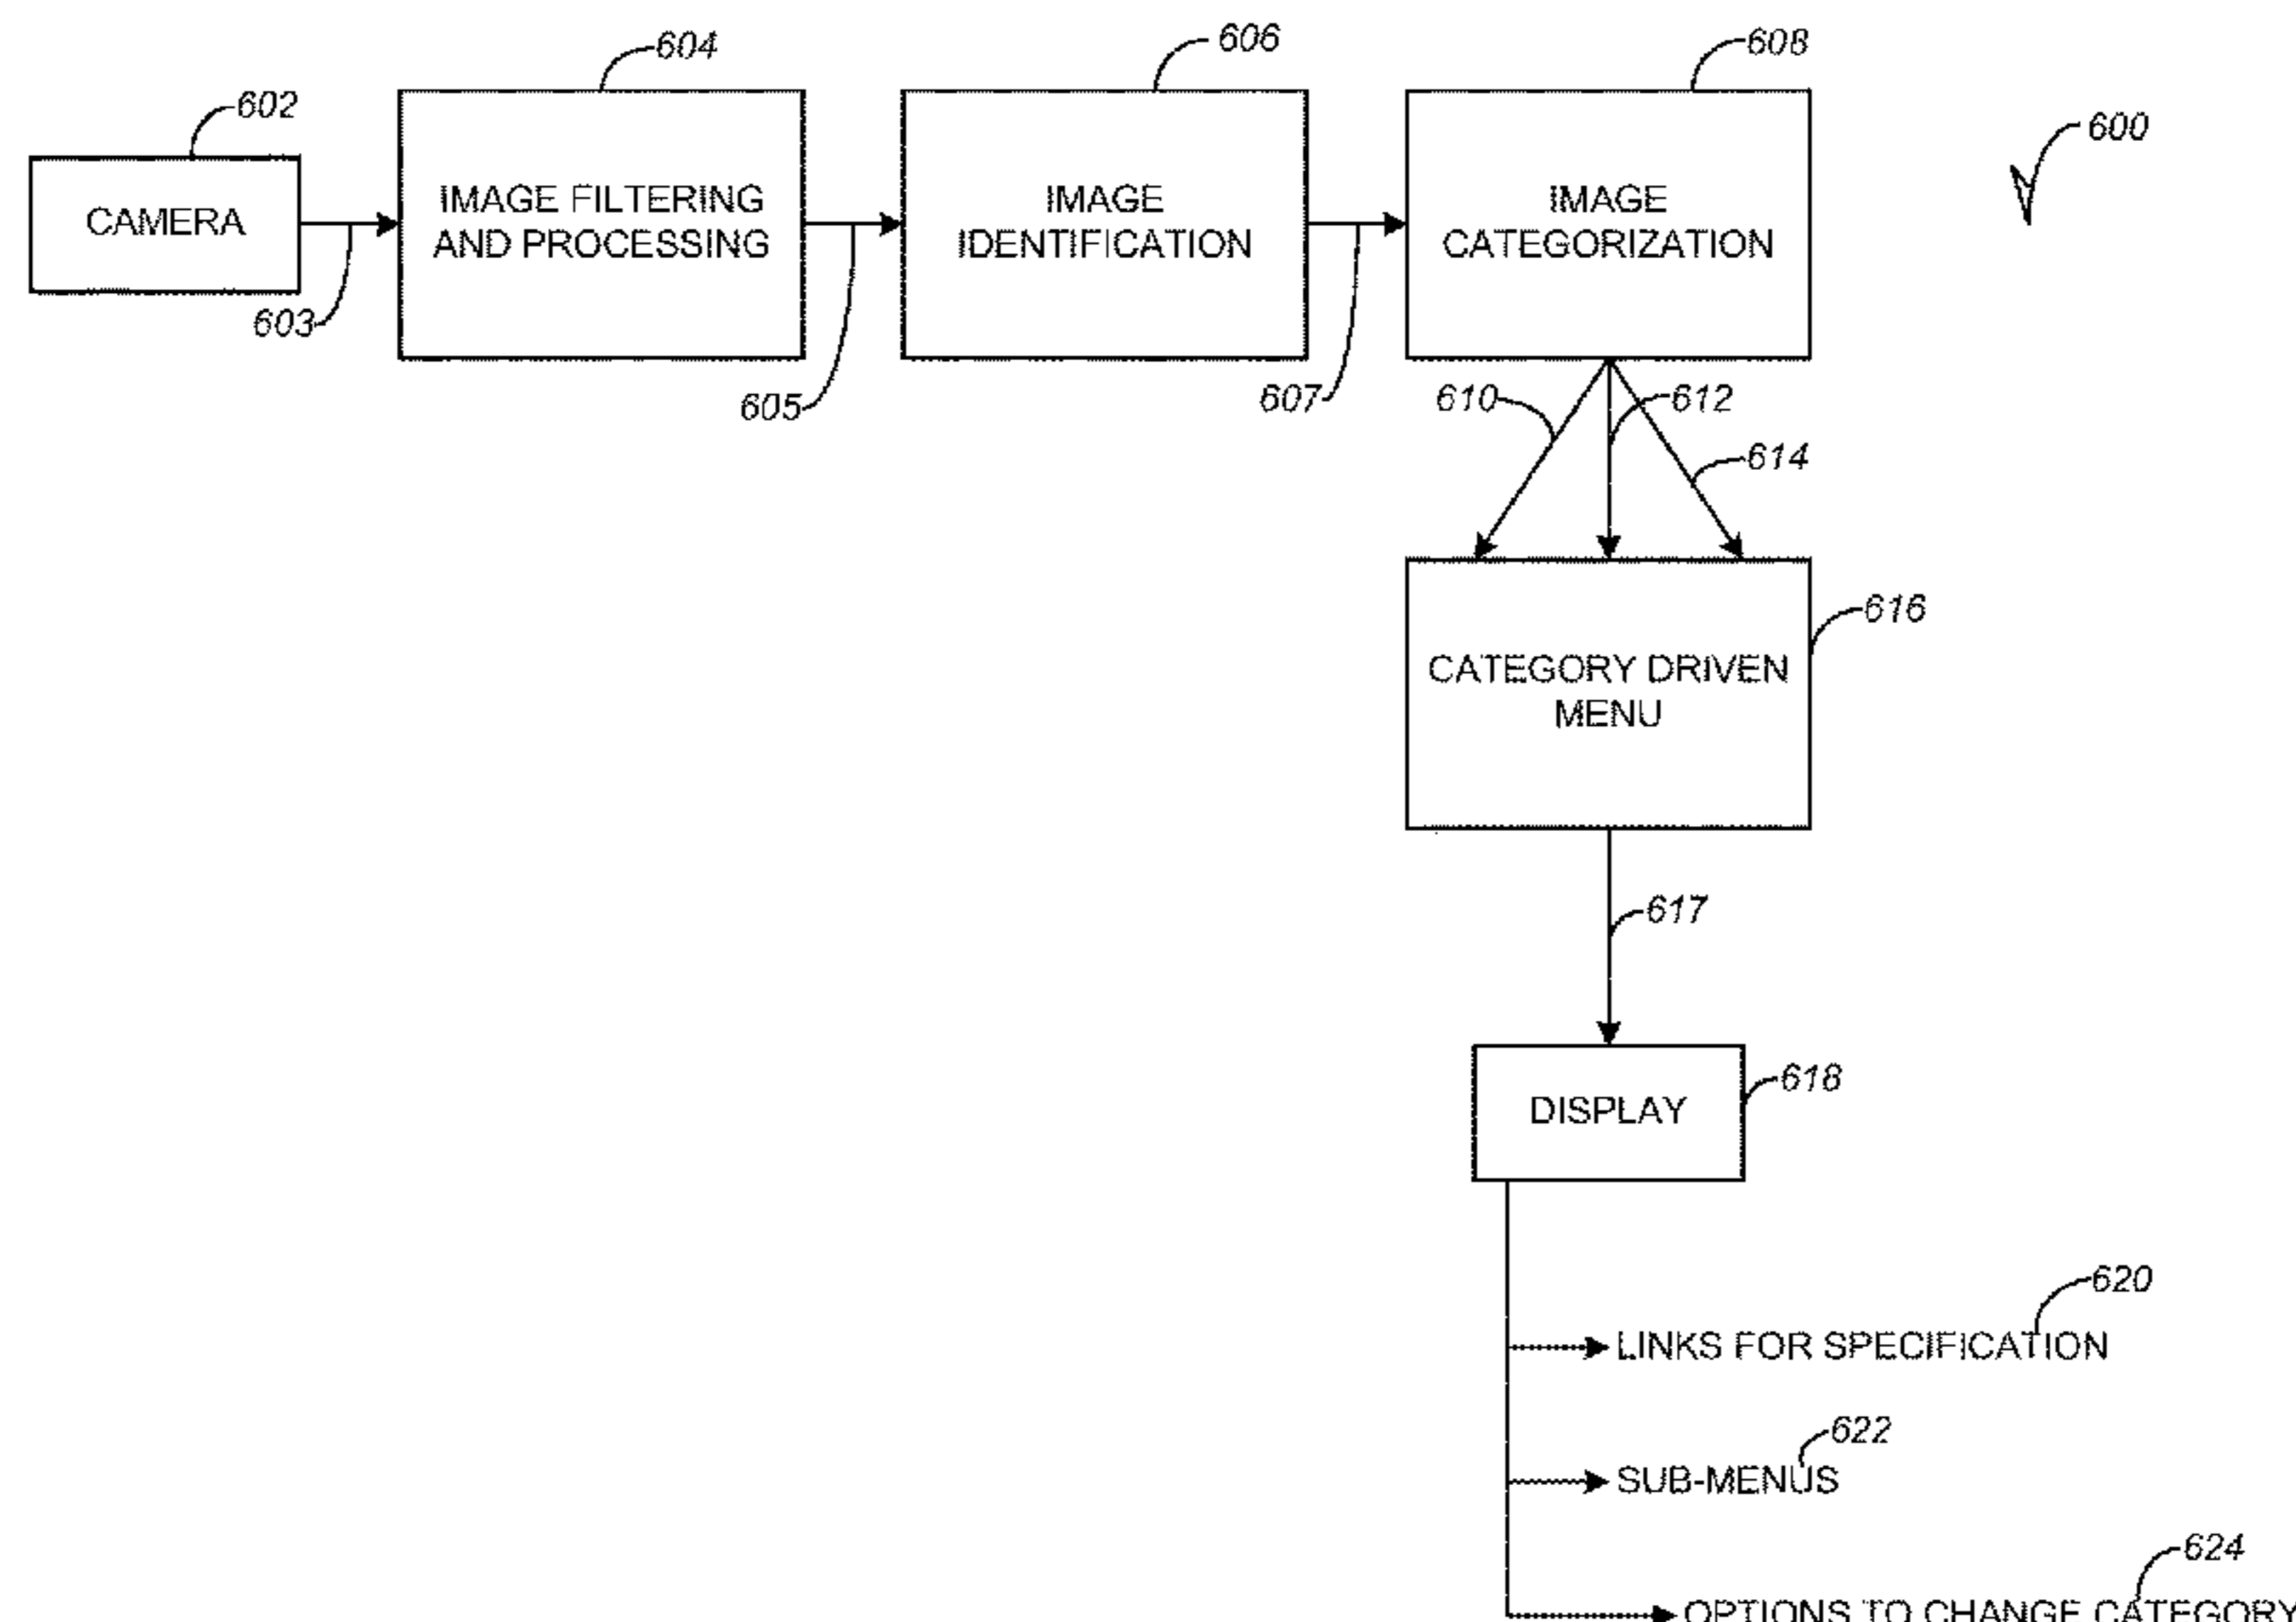 604
606
608
602
600
CAMERA
IMAGE FILTERING
AND PROCESSING
IMAGE
IDENTIFICATION
IMAGE
CATEGORIZATION
603
605
607
610
612
614
616
CATEGORY DRIVEN
MENU
617
618
DISPLAY
620
LINKS FOR SPECIFICATION
622
SUB-MENUS
624
OPTIONS TO CHANGE CATEGORY